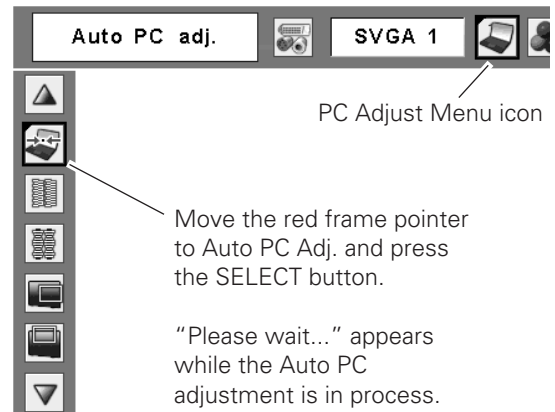 Auto PC adj.
SVGA 1
PC Adjust Menu icon
Move the red frame pointer
to Auto PC Adj. and press
the SELECT button.
“Please wait...” appears
while the Auto PC
adjustment is in process.